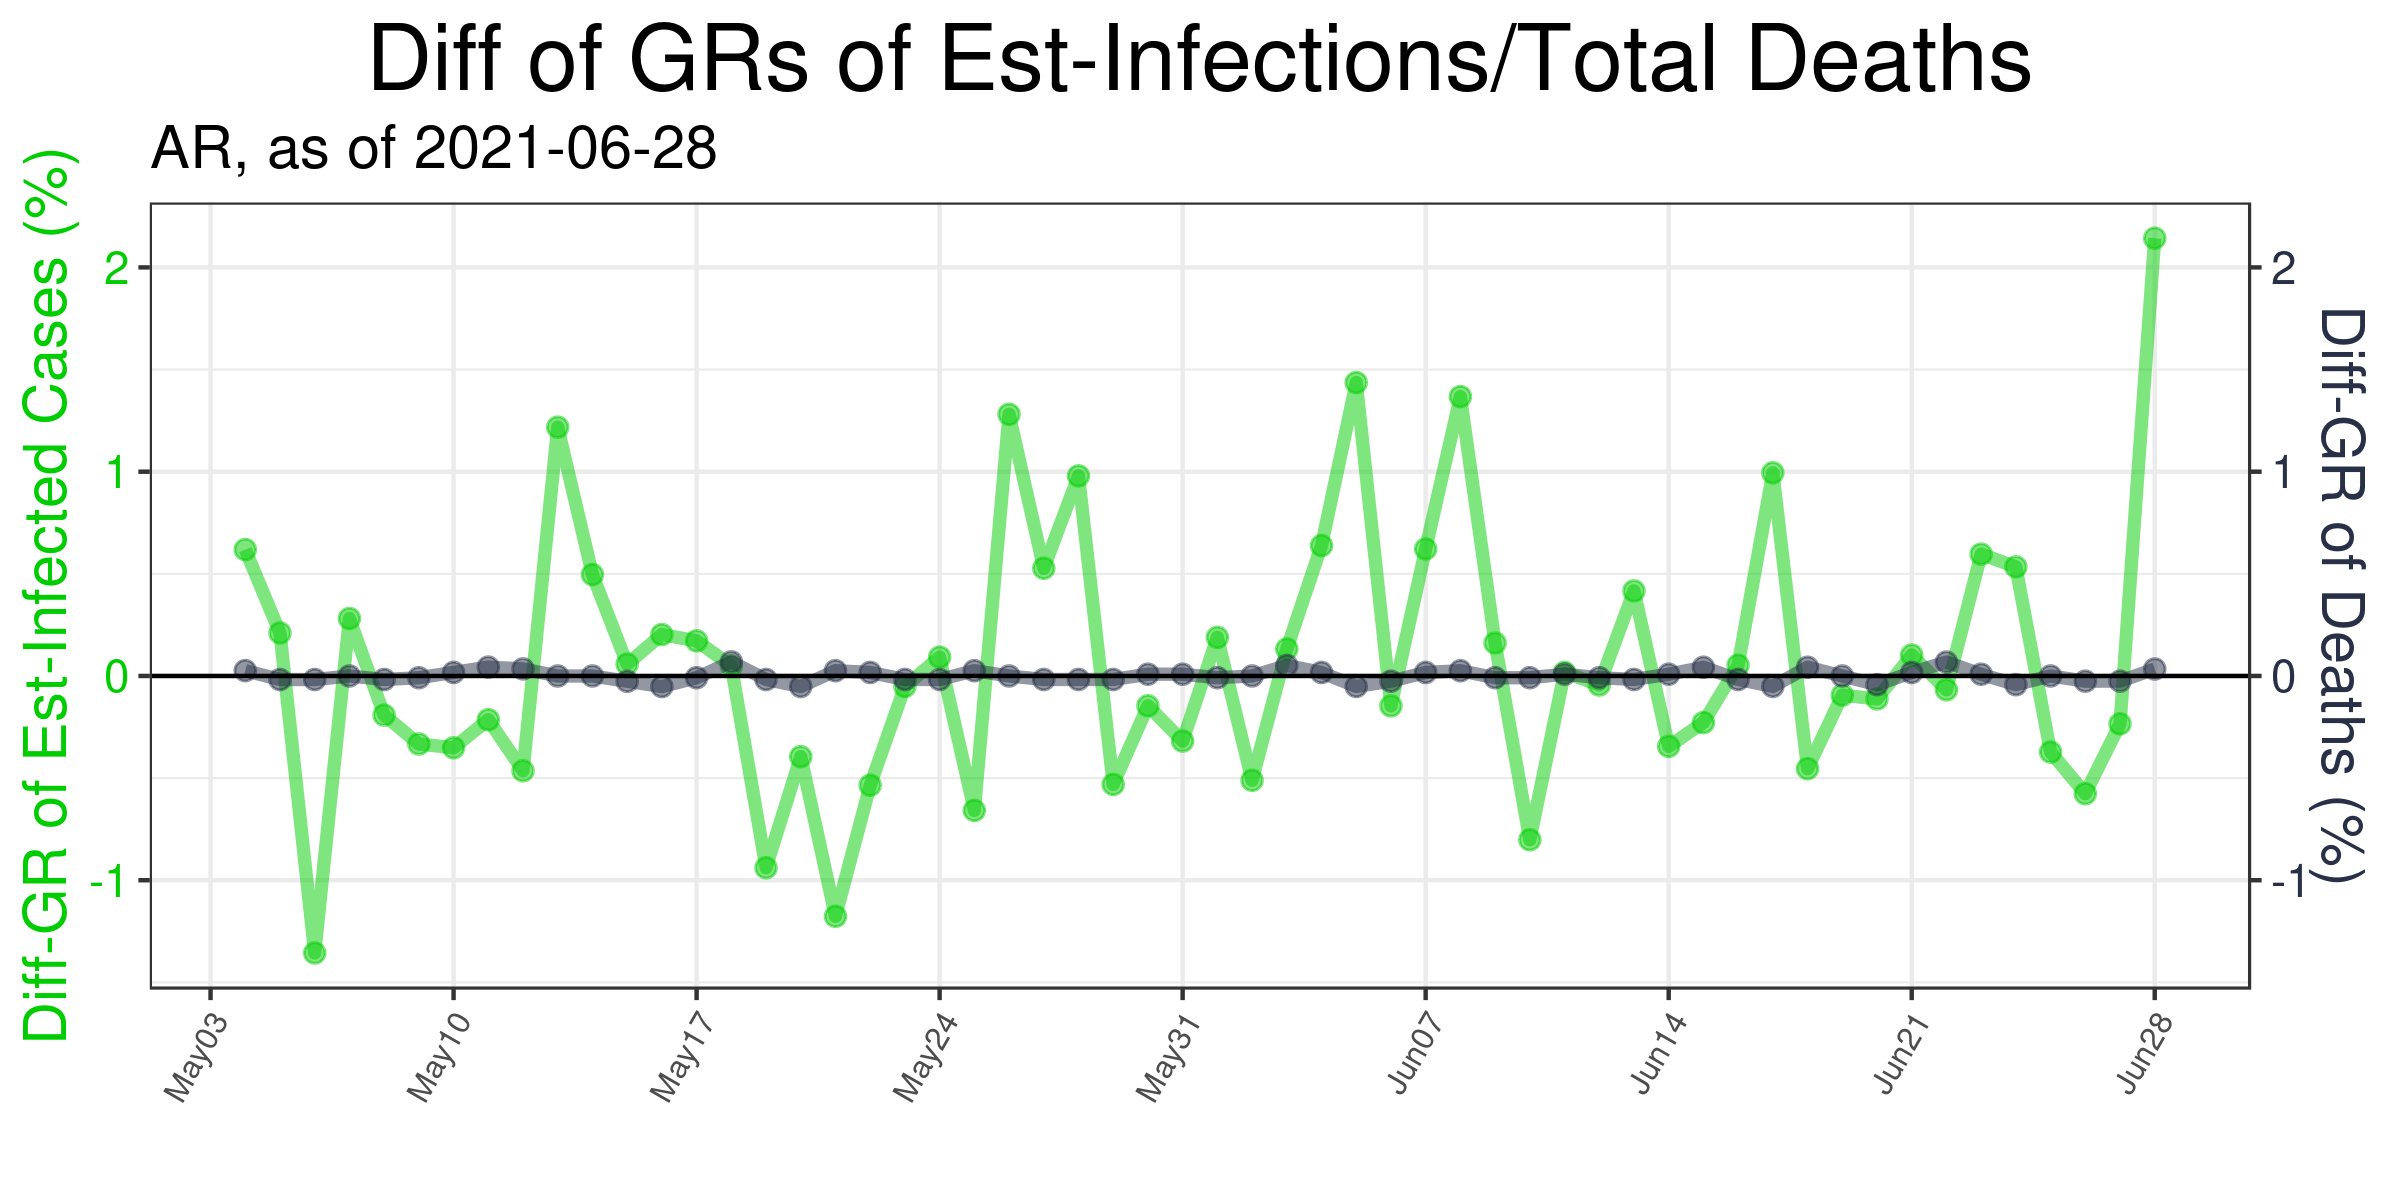 Diff of GRs of Est-Infections/Total Deaths
AR, as of 2021-06-28
Diff-GR of Est-Infected Cases (%)
2
1
0
-1
2
1
0
-1
Diff-GR of Deaths (%)
May03
May10
May17
May24
May31
Jun07
Jun14
Jun21
Jun28